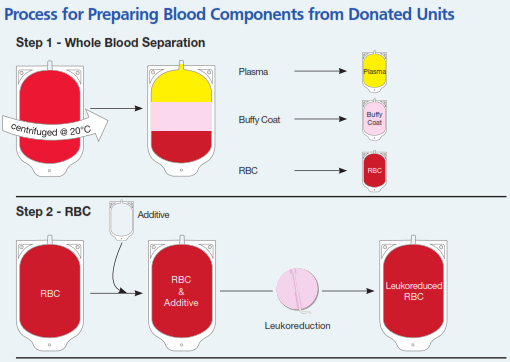 Process for Preparing Blood Components from Donated Units
Step 1 - Whole Blood Separation
centrifuged @ 20°C
Plasma
Plasma
Buffy Coat
Buffy
Coat
RBC
RBC
Step 2 - RBC
Additive
RBC
RBC
&
Additive
Leukoreduction
Leukoreduced
RBC